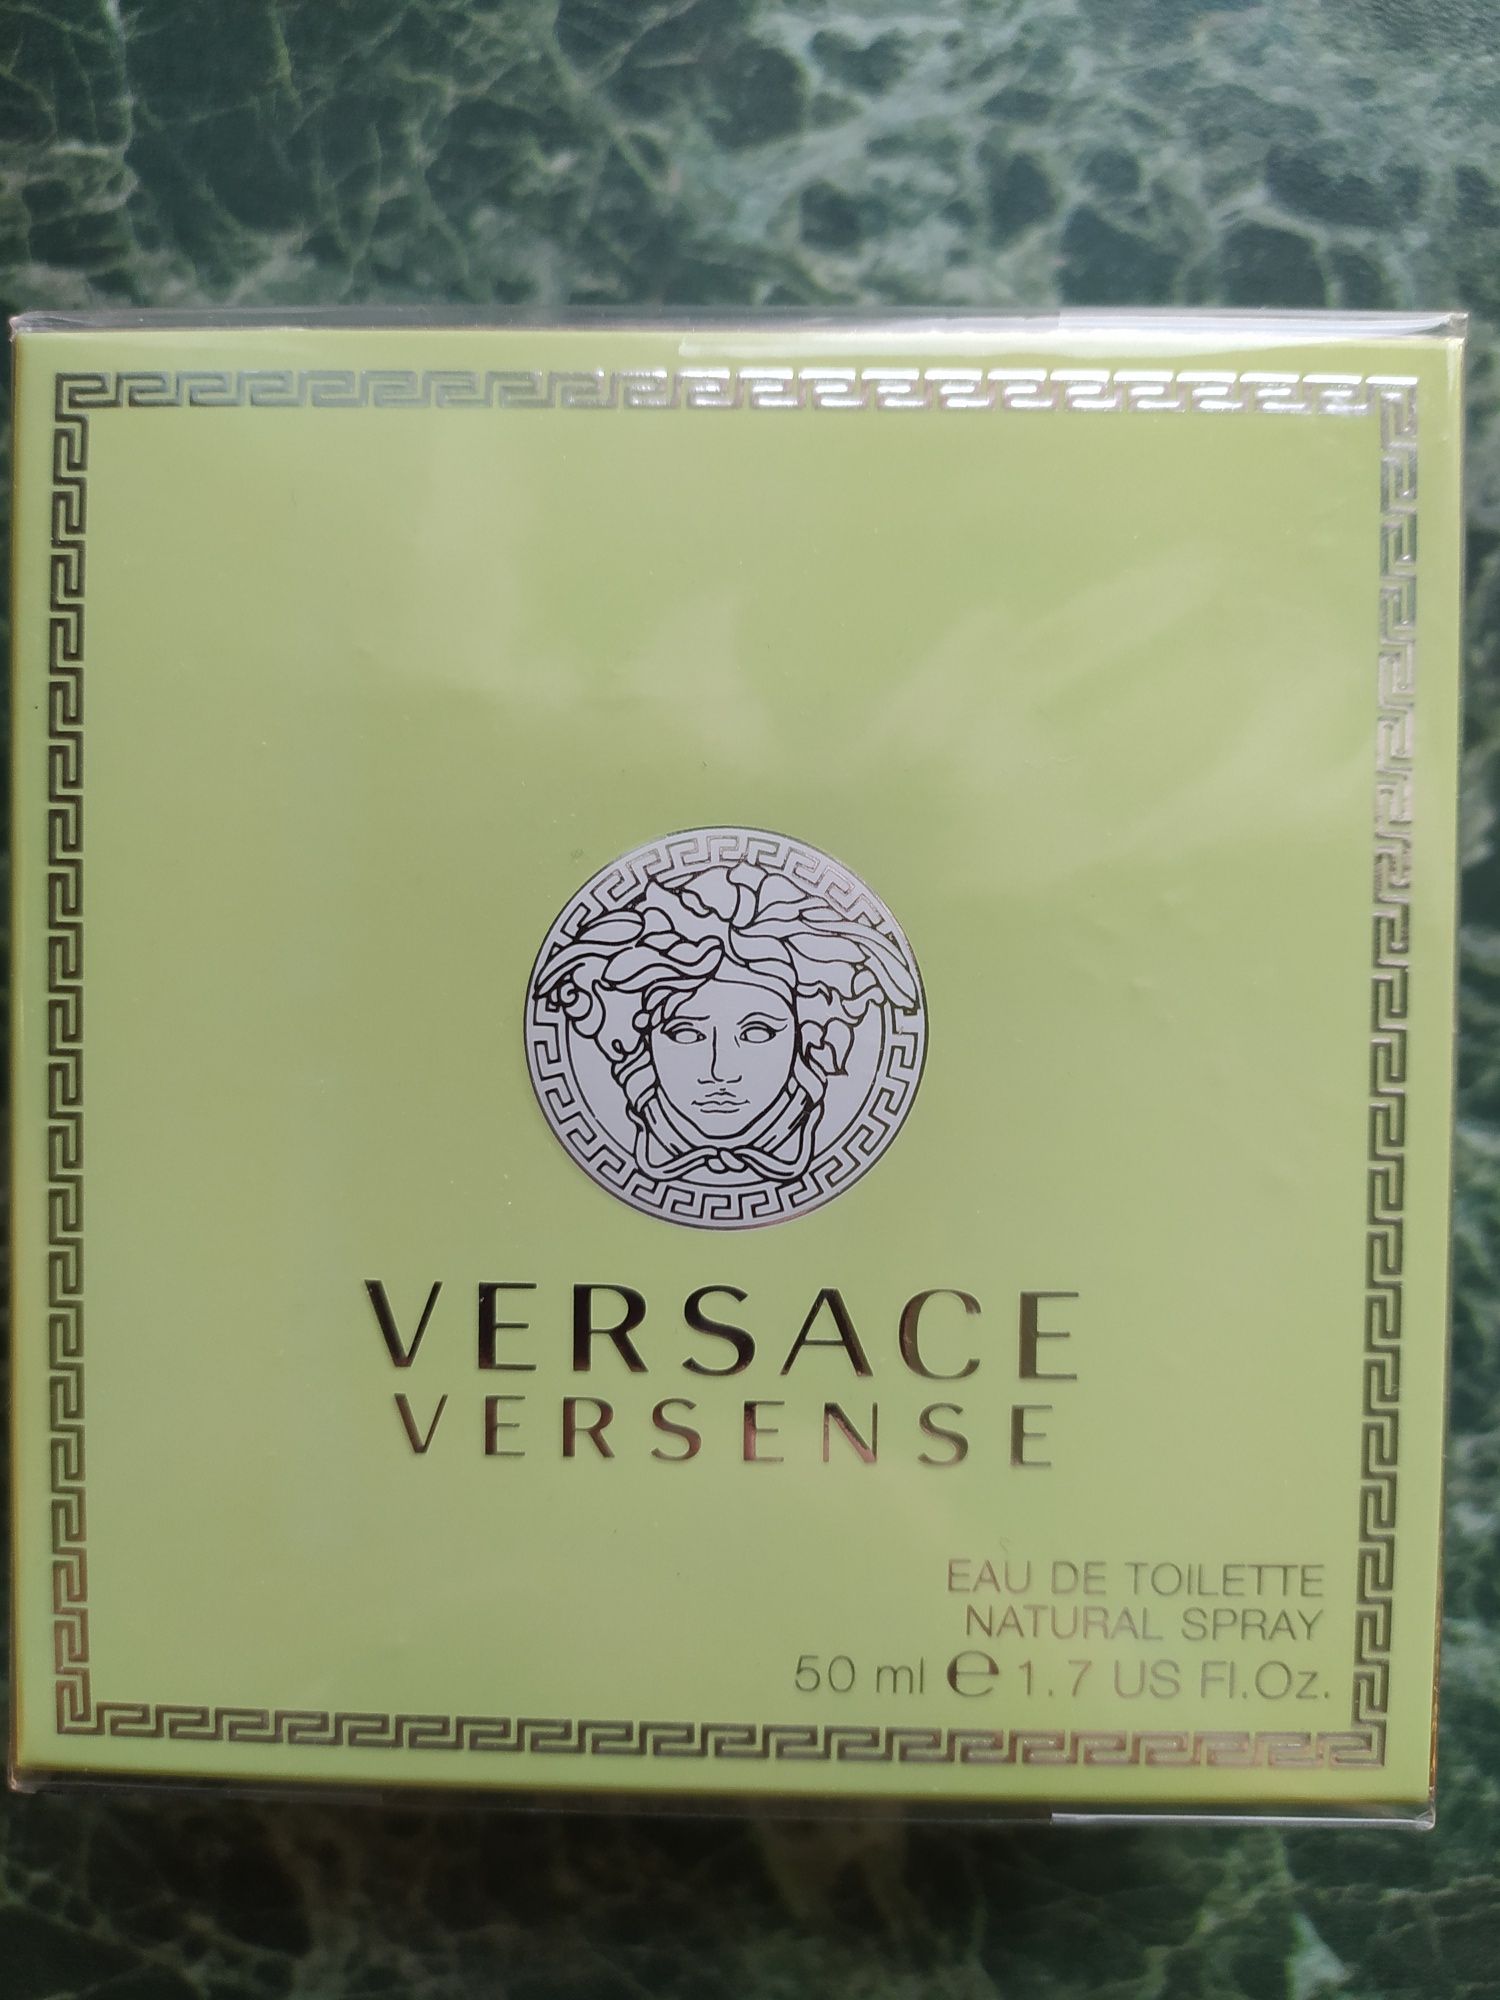 VERSACE
VERSENSE
EAU DE TOILETTE
NATURAL SPRAY
50 ml e 1.7 US Fl.Oz.